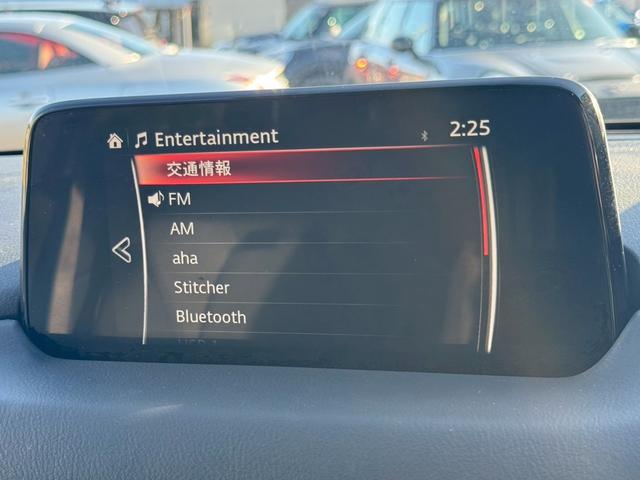 Entertainment 2:25
交通情報
FM
AM
aha
Stitcher
Bluetooth